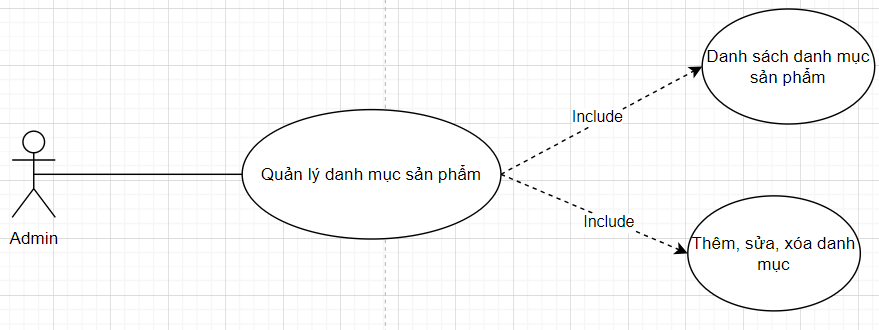 Danh sách danh mục
sản phẩm
Include
Quản lý danh mục sản phẩm
Include
Admin
Thêm, sửa, xóa danh
mục